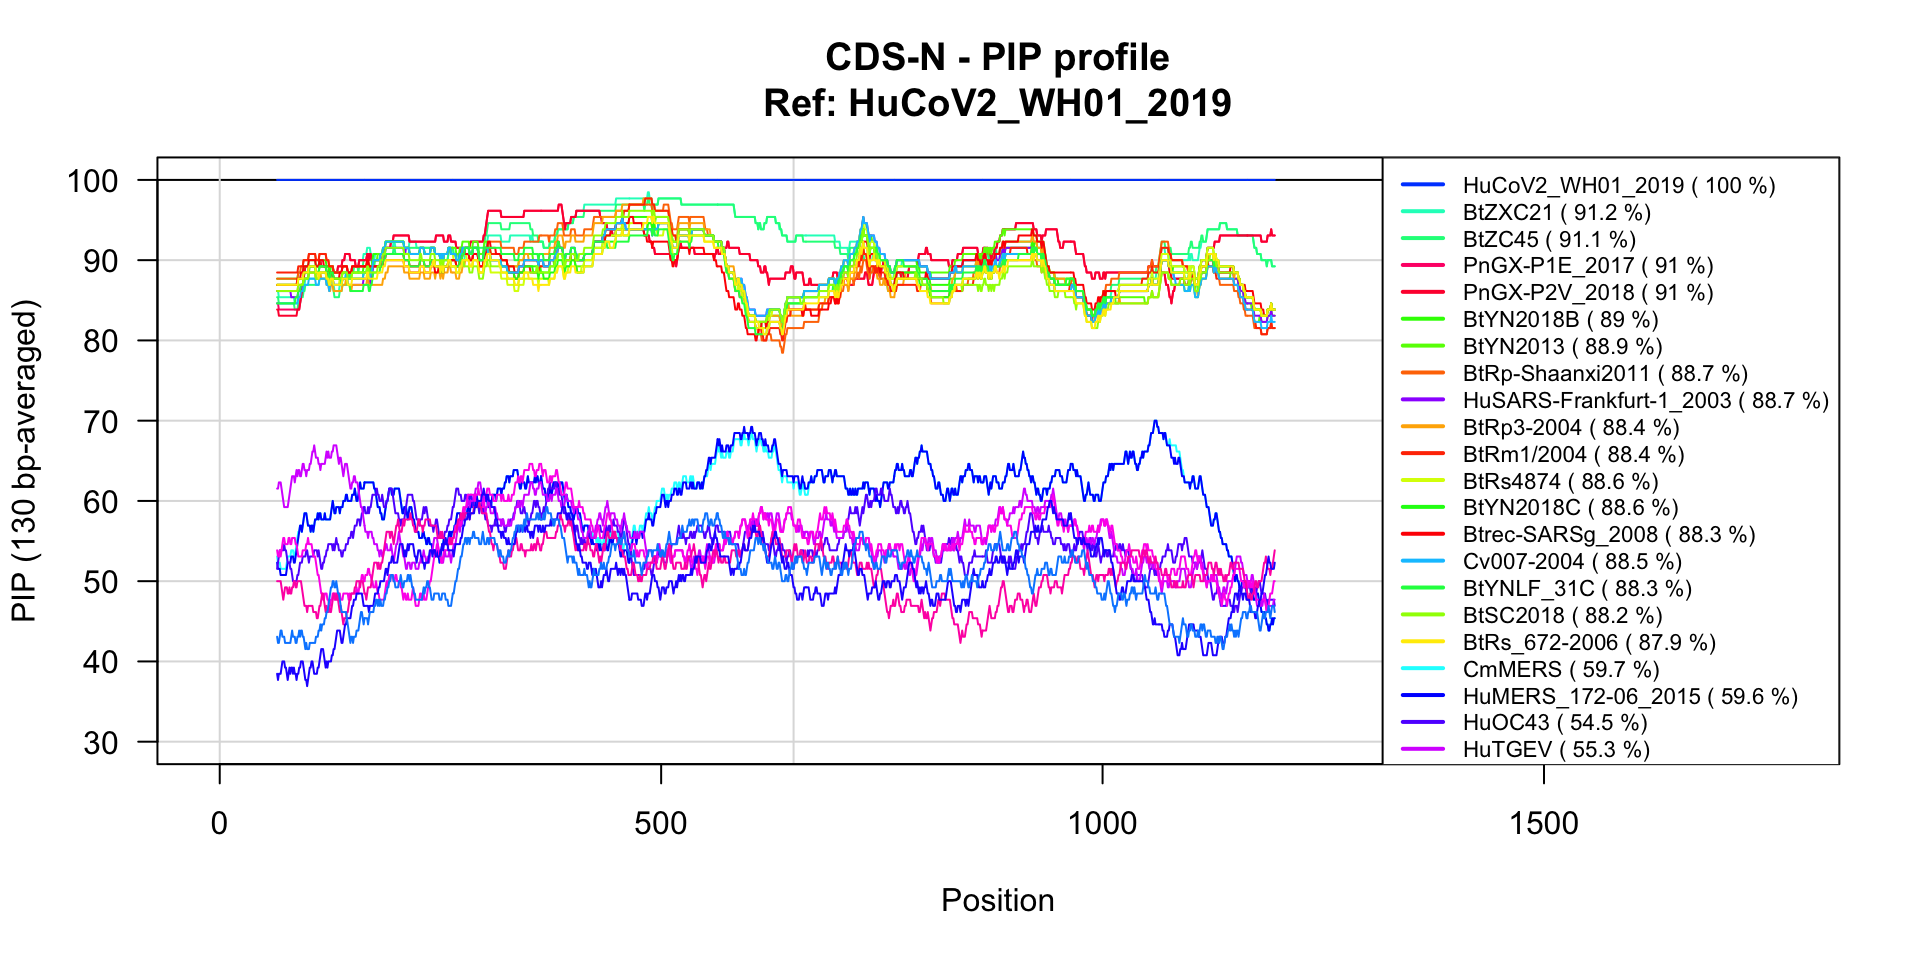 CDS-N - PIP profile
Ref: HuCoV2_WH01_2019
PIP (130 bp-averaged)
100
90
80
70
60
50
40
30
0
500
1000
1500
Position
HuCoV2_WH01_2019 ( 100 %)
BtZXC21 ( 91.2 %)
BtZC45 ( 91.1 %)
PnGX-P1E_2017 ( 91 %)
PnGX-P2V_2018 ( 91 %)
BtYN2018B ( 89 %)
BtYN2013 ( 88.9 %)
BtRp-Shaanxi2011 ( 88.7 %)
HuSARS-Frankfurt-1_2003 ( 88.7 %)
BtRp3-2004 ( 88.4 %)
BtRm1/2004 ( 88.4 %)
BtRs4874 ( 88.6 %)
BtYN2018C ( 88.6 %)
Btrec-SARSg_2008 ( 88.3 %)
Cv007-2004 ( 88.5 %)
BtYNLF_31C ( 88.3 %)
BtSC2018 ( 88.2 %)
BtRs_672-2006 ( 87.9 %)
CmMERS ( 59.7 %)
HuMERS_172-06_2015 ( 59.6 %)
HuOC43 ( 54.5 %)
HuTGEV ( 55.3 %)